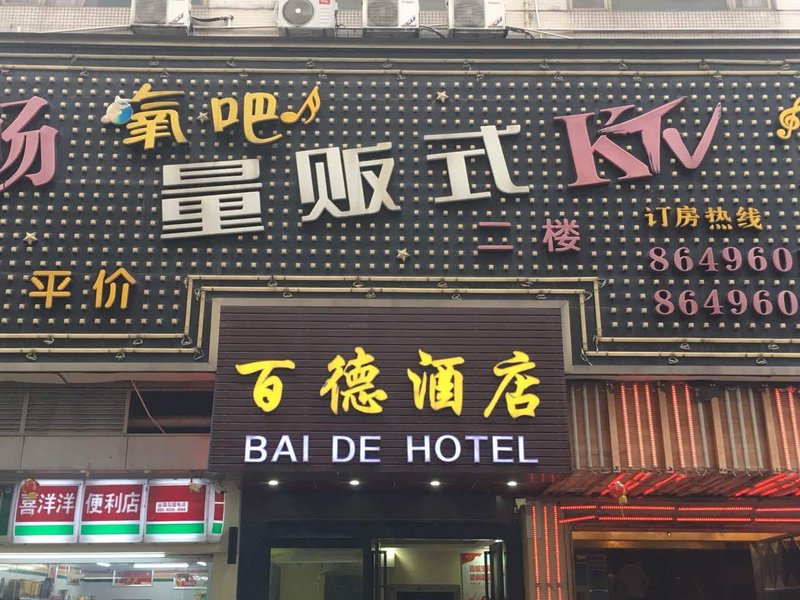 场 氧吧
量贩式 KTV
二楼 订房热线
平价 864960
864960
百德酒店
BAI DE HOTEL
喜洋洋 便利店